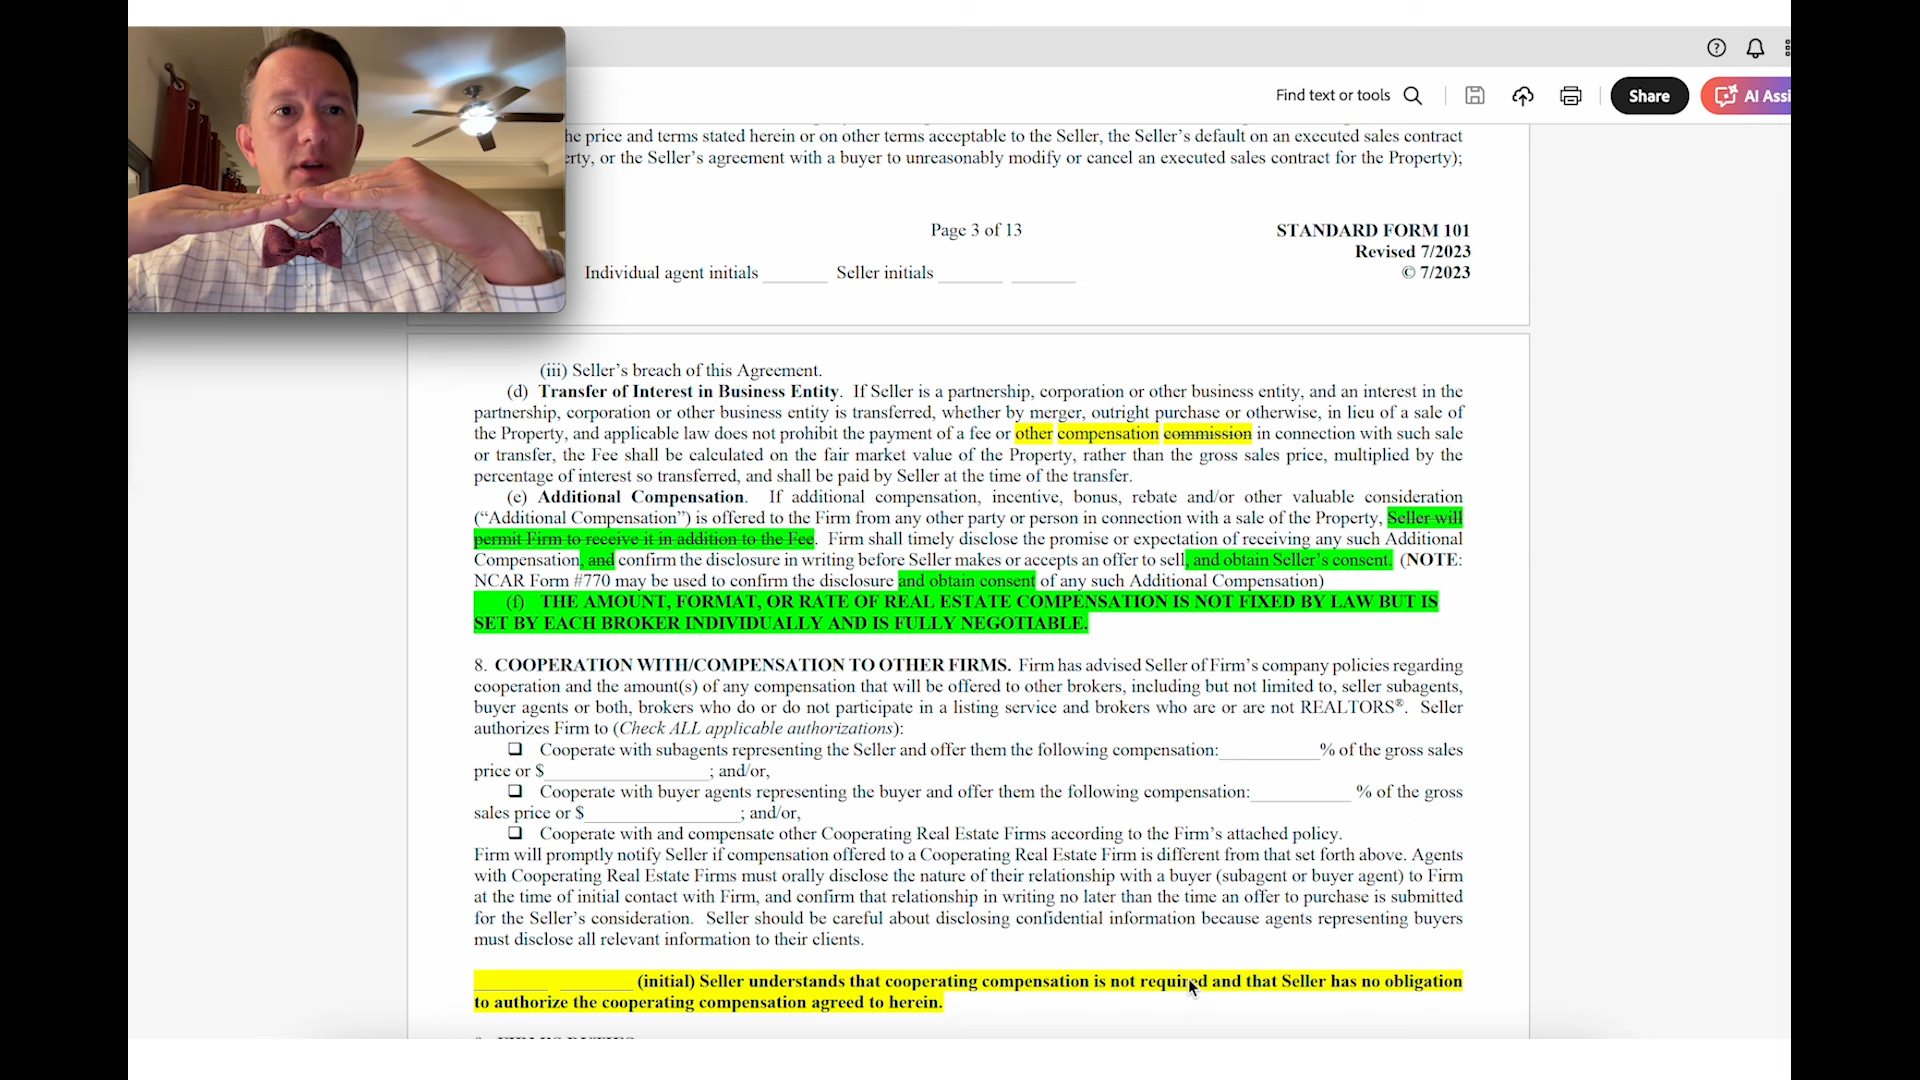 Find text or tools
Share
AI Assi
he price and terms stated herein or on other terms acceptable to the Seller, the Seller's default on an executed sales contract
erty, or the Seller's agreement with a buyer to unreasonably modify or cancel an executed sales contract for the Property);
Page 3 of 13
STANDARD FORM 101
Revised 7/2023
© 7/2023
Individual agent initials ________ Seller initials ________ ________
(iii) Seller's breach of this Agreement.
(d) Transfer of Interest in Business Entity. If Seller is a partnership, corporation or other business entity, and an interest in the
partnership, corporation or other business entity is transferred, whether by merger, outright purchase or otherwise, in lieu of a sale of
the Property, and applicable law does not prohibit the payment of a fee or other compensation commission in connection with such sale
or transfer, the Fee shall be calculated on the fair market value of the Property, rather than the gross sales price, multiplied by the
percentage of interest so transferred, and shall be paid by Seller at the time of the transfer.
(e) Additional Compensation. If additional compensation, incentive, bonus, rebate and/or other valuable consideration
("Additional Compensation") is offered to the Firm from any other party or person in connection with a sale of the Property, Seller will
permit Firm to receive it in addition to the Fee. Firm shall timely disclose the promise or expectation of receiving any such Additional
Compensation, and confirm the disclosure in writing before Seller makes or accepts an offer to sell, and obtain Seller's consent. (NOTE:
NCAR Form #770 may be used to confirm the disclosure and obtain consent of any such Additional Compensation)
(f) THE AMOUNT, FORMAT, OR RATE OF REAL ESTATE COMPENSATION IS NOT FIXED BY LAW BUT IS
SET BY EACH BROKER INDIVIDUALLY AND IS FULLY NEGOTIABLE.
8. COOPERATION WITH/COMPENSATION TO OTHER FIRMS. Firm has advised Seller of Firm's company policies regarding
cooperation and the amount(s) of any compensation that will be offered to other brokers, including but not limited to, seller subagents,
buyer agents or both, brokers who do or do not participate in a listing service and brokers who are or are not REALTORS®. Seller
authorizes Firm to (Check ALL applicable authorizations):
❑ Cooperate with subagents representing the Seller and offer them the following compensation:____________% of the gross sales
price or $____________________; and/or,
❑ Cooperate with buyer agents representing the buyer and offer them the following compensation:____________ % of the gross
sales price or $___________________; and/or,
❑ Cooperate with and compensate other Cooperating Real Estate Firms according to the Firm's attached policy.
Firm will promptly notify Seller if compensation offered to a Cooperating Real Estate Firm is different from that set forth above. Agents
with Cooperating Real Estate Firms must orally disclose the nature of their relationship with a buyer (subagent or buyer agent) to Firm
at the time of initial contact with Firm, and confirm that relationship in writing no later than the time an offer to purchase is submitted
for the Seller's consideration. Seller should be careful about disclosing confidential information because agents representing buyers
must disclose all relevant information to their clients.
_________ _________ (initial) Seller understands that cooperating compensation is not required and that Seller has no obligation
to authorize the cooperating compensation agreed to herein.